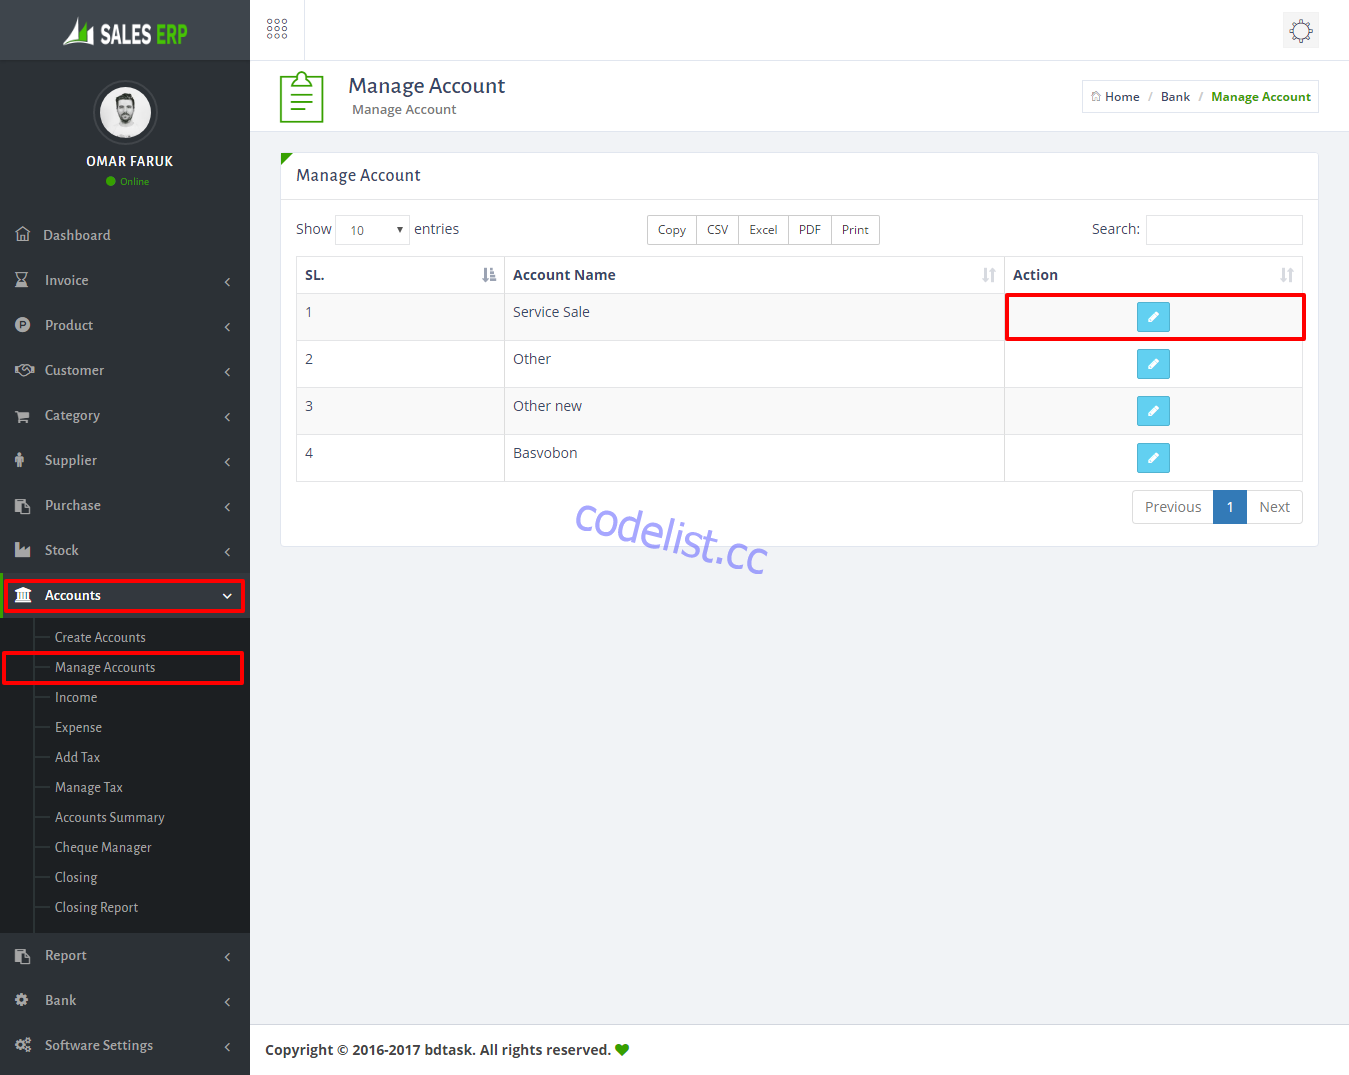 SALES ERP
OMAR FARUK
Online
Dashboard
Invoice
Product
Customer
Category
Supplier
Purchase
Stock
Accounts
Create Accounts
Manage Accounts
Income
Expense
Add Tax
Manage Tax
Accounts Summary
Cheque Manager
Closing
Closing Report
Report
Bank
Software Settings
Manage Account
Manage Account
Home / Bank / Manage Account
Manage Account
Show 10 entries
Copy CSV Excel PDF Print
Search:
SL. Account Name Action
1 Service Sale
2 Other
3 Other new
4 Basvobon
Previous 1 Next
codelist.cc
Copyright © 2016-2017 bdtask. All rights reserved.